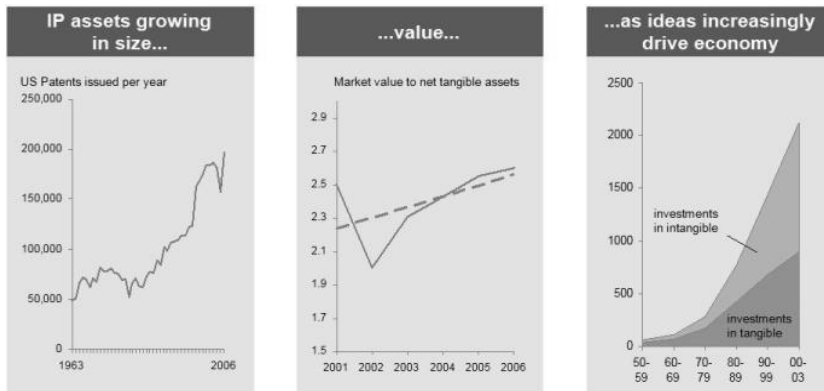 IP assets growing
in size...
US Patents issued per year
250,000
200,000
150,000
100,000
50,000
0
1963
2006
...value...
Market value to net tangible assets
2.9
2.7
2.5
2.3
2.1
1.9
1.7
1.5
2001 2002 2003 2004 2005 2006
...as ideas increasingly
drive economy
2500
2000
1500
1000
500
0
investments
in intangible
investments
in tangible
50- 60- 70- 80- 90- 00-
59 69 79 89 99 03